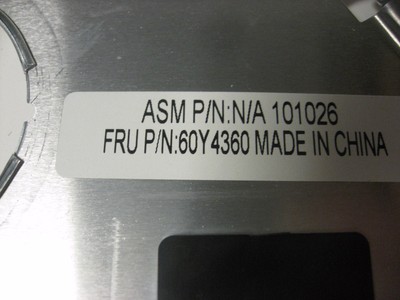 ASM P/N:N/A 101026
FRU P/N:60Y4360 MADE IN CHINA